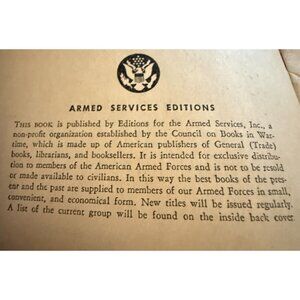 ARMED SERVICES EDITIONS
THIS BOOK is published by Editions for the Armed Services, Inc., a
non-profit organization established by the Council on Books in War-
time, which is made up of American publishers of General (Trade)
books, librarians, and booksellers. It is intended for exclusive distribu-
tion to members of the American Armed Forces and is not to be resold
or made available to civilians. In this way the best books of the pres-
ent and the past are supplied to members of our Armed Forces in small,
convenient, and economical form. New titles will be issued regularly.
A list of the current group will be found on the inside back cover.